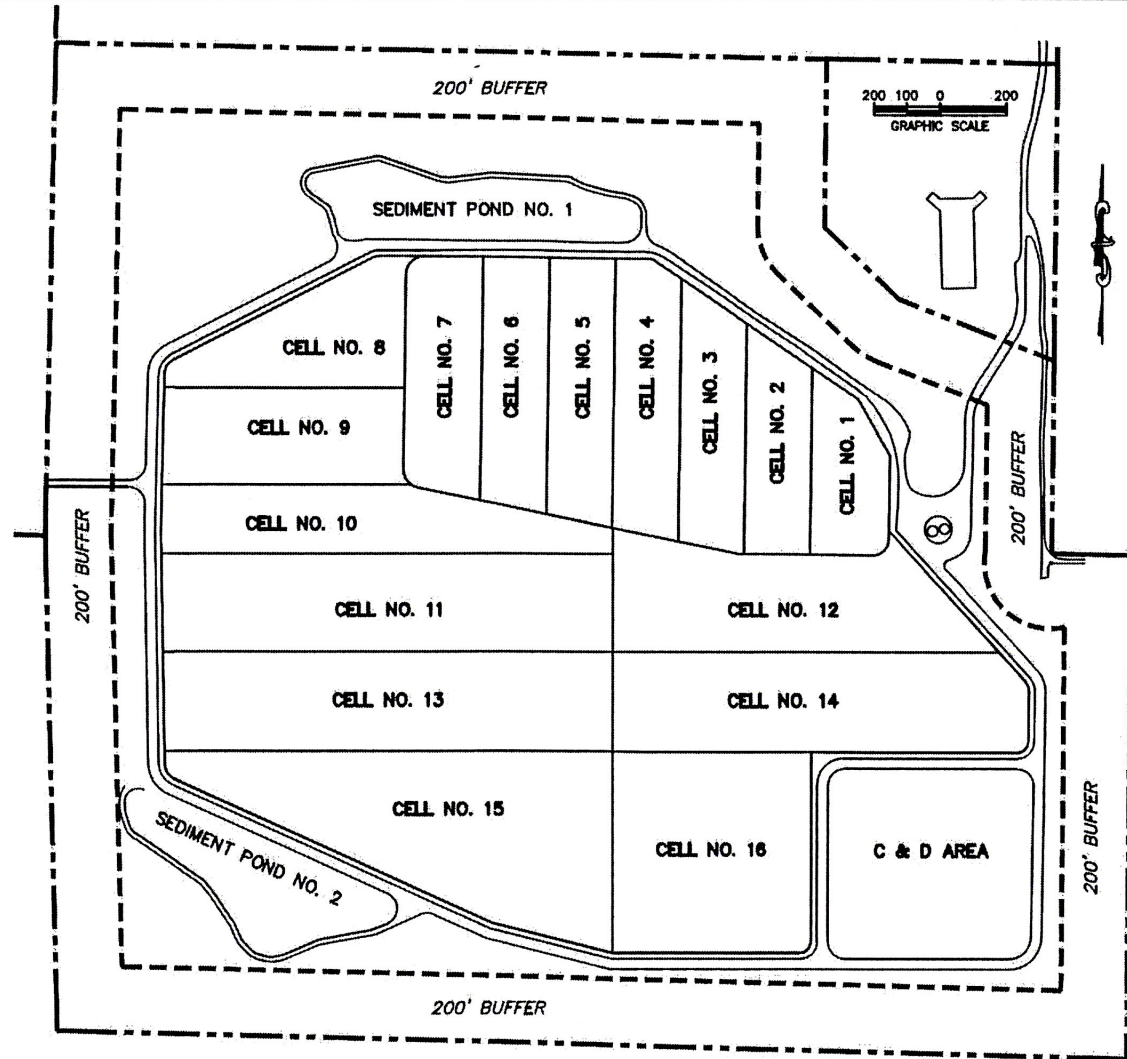 200' BUFFER
200 100 0 200
GRAPHIC SCALE
SEDIMENT POND NO. 1
CELL NO. 8
CELL NO. 7
CELL NO. 6
CELL NO. 5
CELL NO. 4
CELL NO. 3
CELL NO. 2
CELL NO. 1
CELL NO. 9
CELL NO. 10
200' BUFFER
200' BUFFER
CELL NO. 11
CELL NO. 12
CELL NO. 13
CELL NO. 14
CELL NO. 15
CELL NO. 16
C & D AREA
200' BUFFER
SEDIMENT POND NO. 2
200' BUFFER